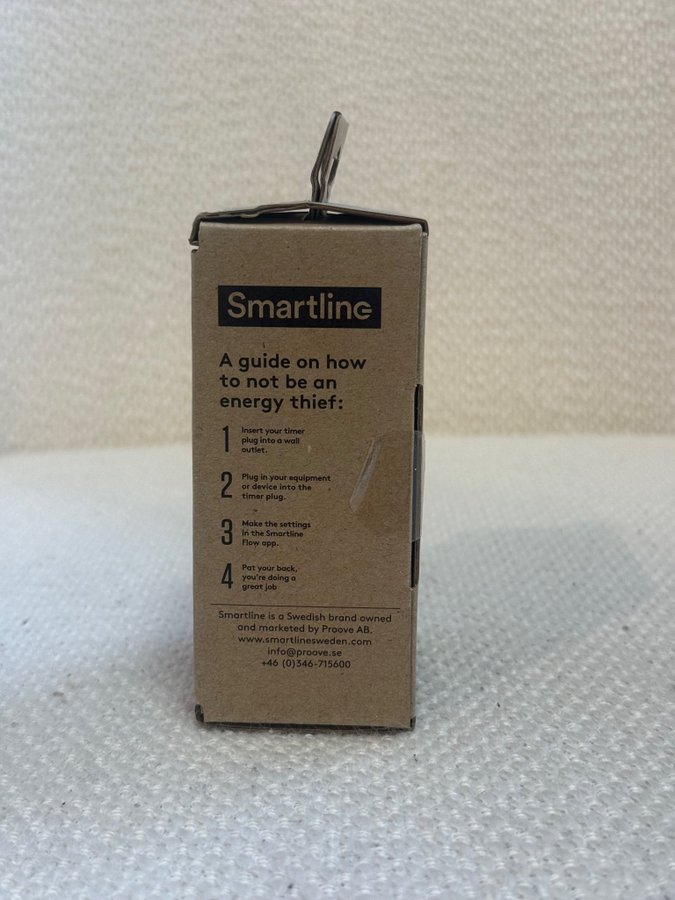 Smartline
A guide on how
to not be an
energy thief:
1 Insert your timer
plug into a wall
outlet.
2 Plug in your equipment
or device into the
timer plug.
3 Make the settings
in the Smartline
Flow app.
4 Pat your back,
you're doing a
great job
Smartline is a Swedish brand owned
and marketed by Proove AB.
www.smartlinesweden.com
info@proove.se
+46 (0)346-715600